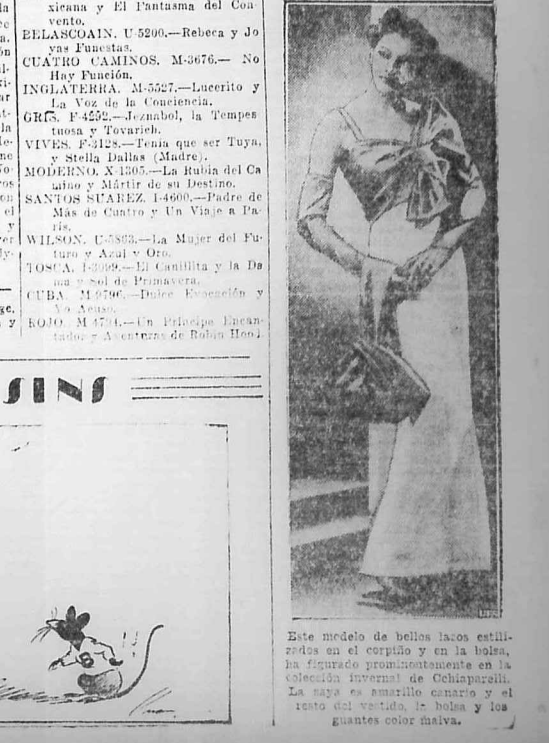 xicana y El Fantasma del Con-
vento.
BELASCOAIN. U-5200.—Rebeca y Jo
yas Funestas.
CUATRO CAMINOS. M-3676.— No
Hay Función.
INGLATERRA. M-5527.—Lucerito y
La Voz de la Conciencia.
GRIS. F-4252.—Jeznabol, la Tempes
tuosa y Tovarich.
VIVES. F-3128.—Tenía que ser Tuya,
y Stella Dallas (Madre).
MODERNO. X-1305.—La Rubia del Ca
mino y Mártir de su Destino.
SANTOS SUAREZ. I-4600.—Padre de
Más de Cuatro y Un Viaje a Pa-
rís.
WILSON. U-5863.—La Mujer del Fu-
turo y Azul y Oro.
TOSCA. I-3099.—El Canillita y la Da
ma y Sol de Primavera.
CUBA. M-9796.—Dulce Evocación y
Yo Acuso.
ROJO. M-4794.—Un Príncipe Encan-
tador y Aventuras de Robin Hood.
SINS
B
Este modelo de bellos lazos estili-
zados en el corpiño y en la bolsa,
ha figurado prominentemente en la
colección invernal de Cchiaparelli.
La saya es amarillo canario y el
resto del vestido, la bolsa y los
guantes color malva.